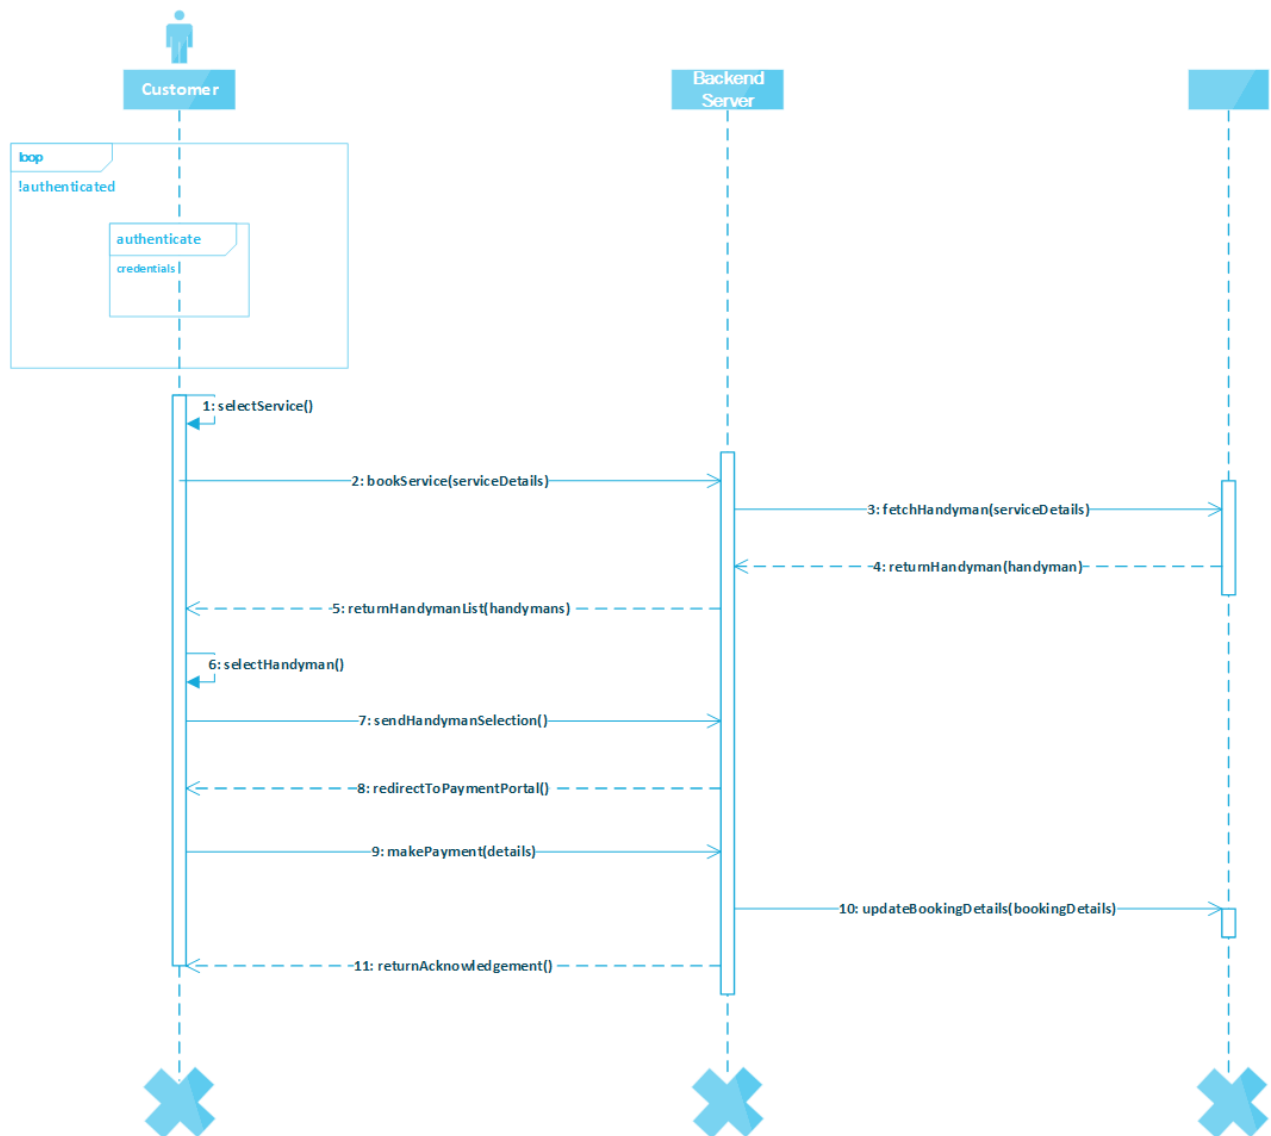 Customer
Backend
Server
loop
!authenticated
authenticate
credentials
1: selectService()
2: bookService(serviceDetails)
3: fetchHandyman(serviceDetails)
4: returnHandyman(handyman)
5: returnHandymanList(handymans)
6: selectHandyman()
7: sendHandymanSelection()
8: redirectToPaymentPortal()
9: makePayment(details)
10: updateBookingDetails(bookingDetails)
11: returnAcknowledgement()